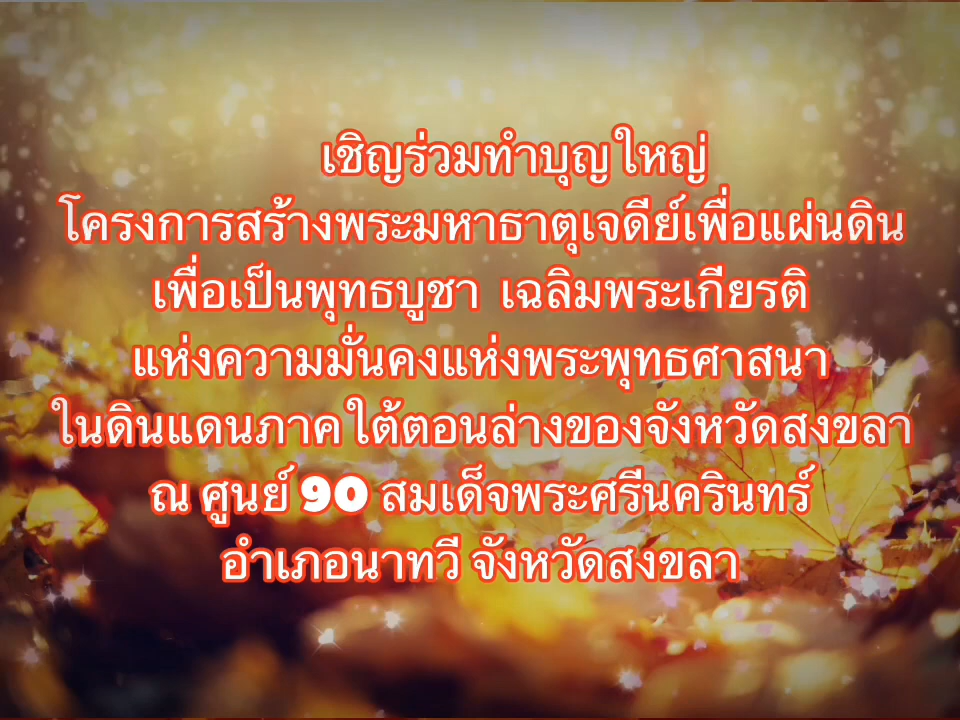 เชิญร่วมทำบุญใหญ่
โครงการสร้างพระมหาธาตุเจดีย์เพื่อแผ่นดิน
เพื่อเป็นพุทธบูชา เฉลิมพระเกียรติ
แห่งความมั่นคงแห่งพระพุทธศาสนา
ในดินแดนภาคใต้ตอนล่างของจังหวัดสงขลา
ณ ศูนย์ 90 สมเด็จพระศรีนครินทร์
อำเภอนาทวี จังหวัดสงขลา